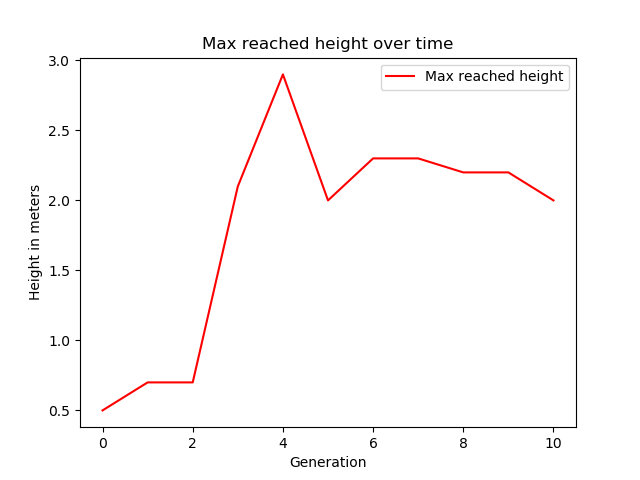 Max reached height over time
Max reached height
3.0
2.5
2.0
1.5
1.0
0.5
Height in meters
0 2 4 6 8 10
Generation